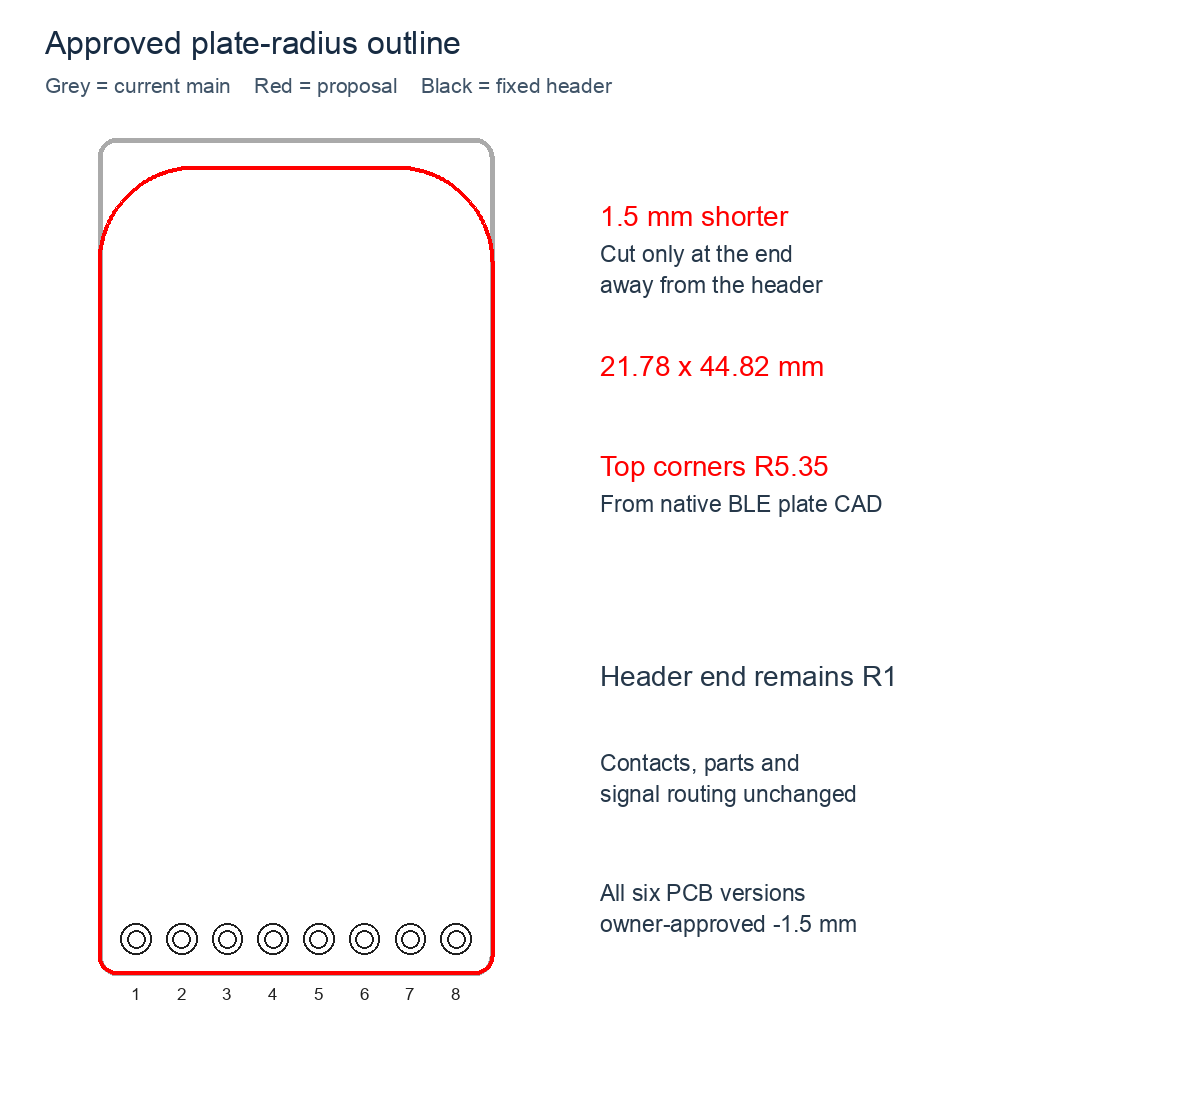 Approved plate-radius outline
Grey = current main    Red = proposal    Black = fixed header
1.5 mm shorter
Cut only at the end
away from the header
21.78 x 44.82 mm
Top corners R5.35
From native BLE plate CAD
Header end remains R1
Contacts, parts and
signal routing unchanged
All six PCB versions
owner-approved -1.5 mm
1 2 3 4 5 6 7 8